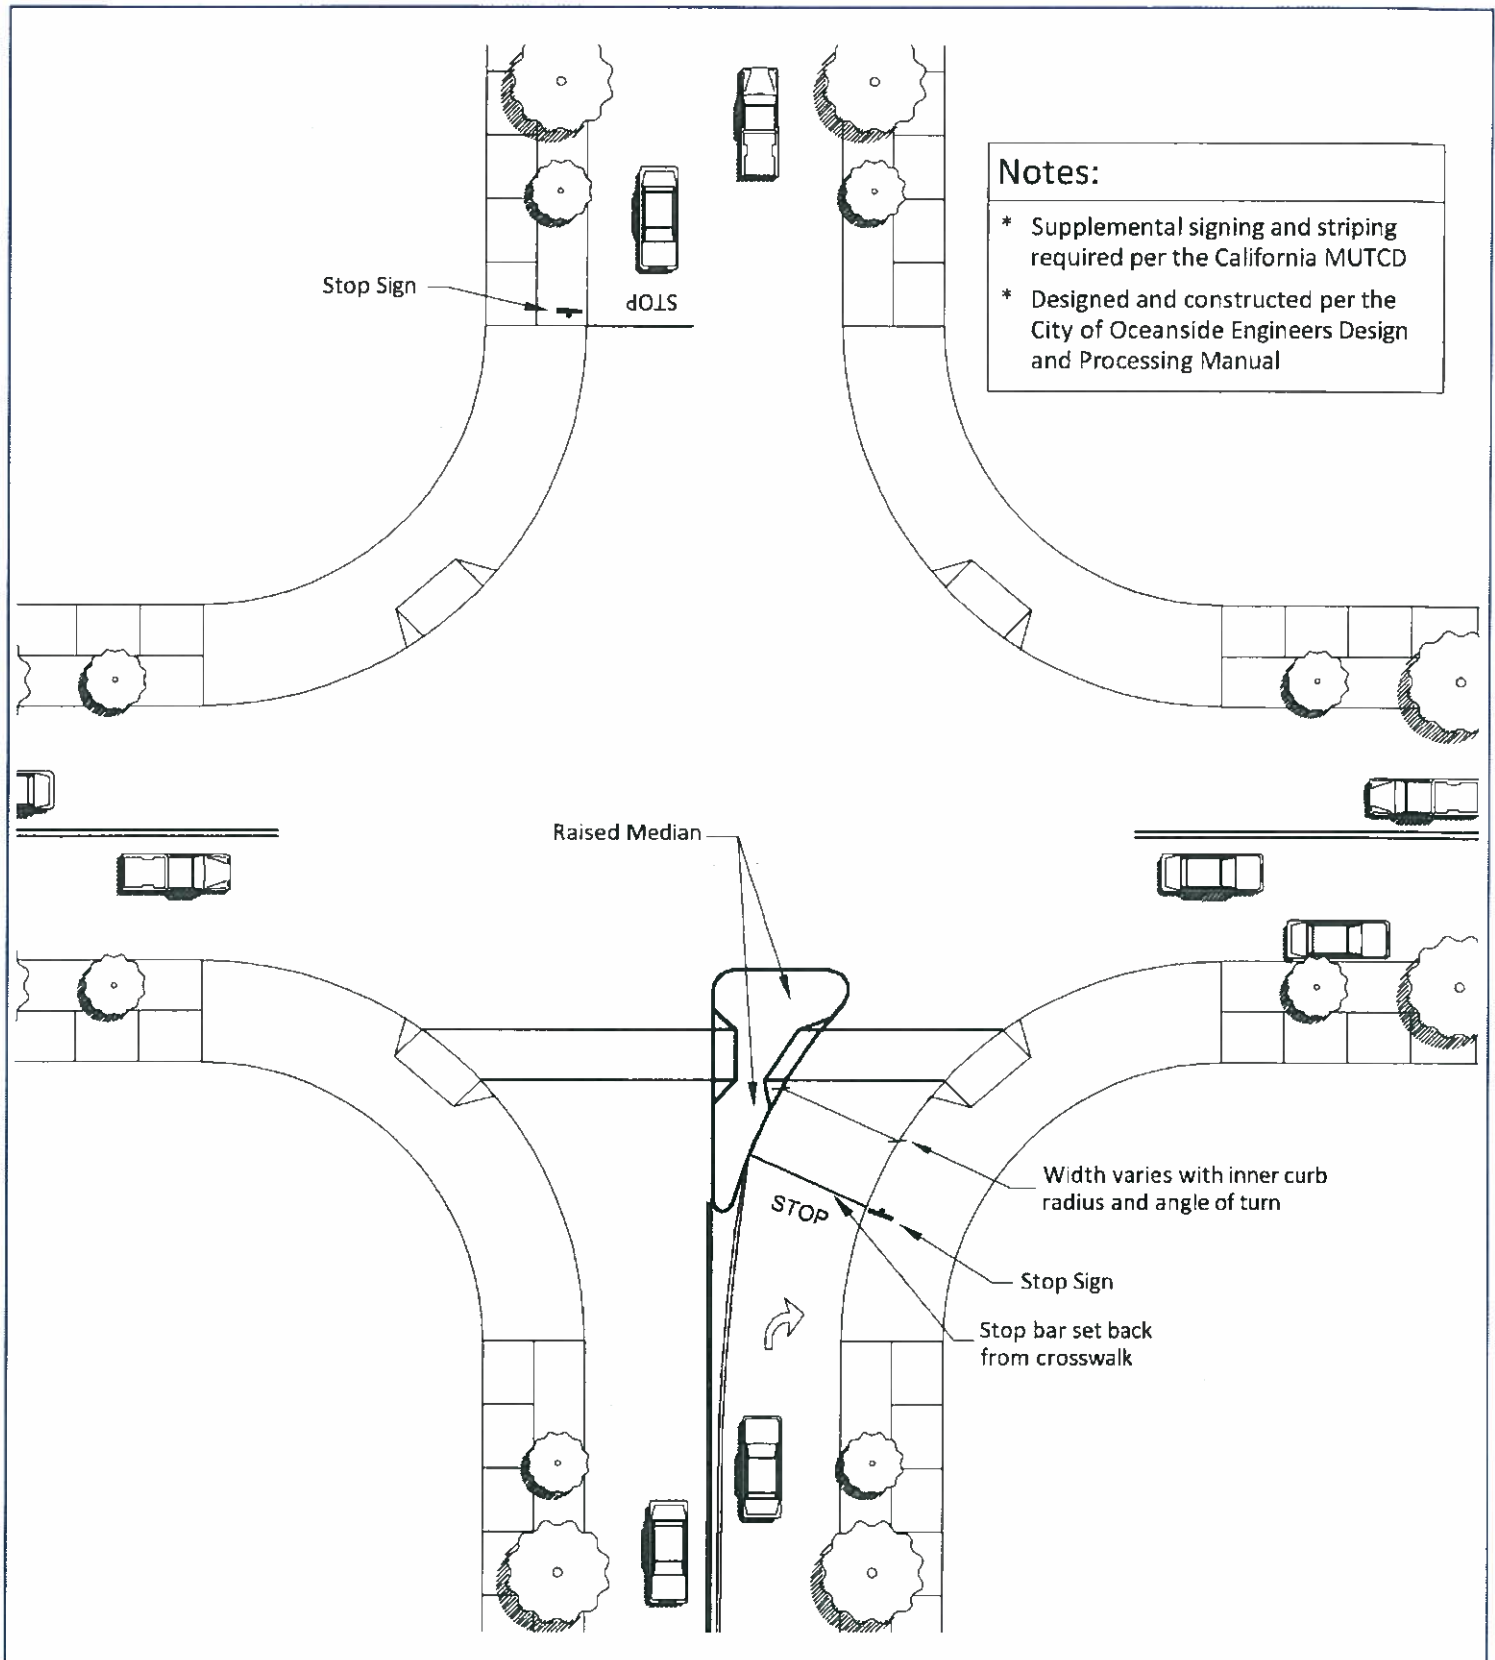 Notes:
* Supplemental signing and striping
required per the California MUTCD
* Designed and constructed per the
City of Oceanside Engineers Design
and Processing Manual
Stop Sign
STOP
Raised Median
Width varies with inner curb
radius and angle of turn
STOP
Stop Sign
Stop bar set back
from crosswalk